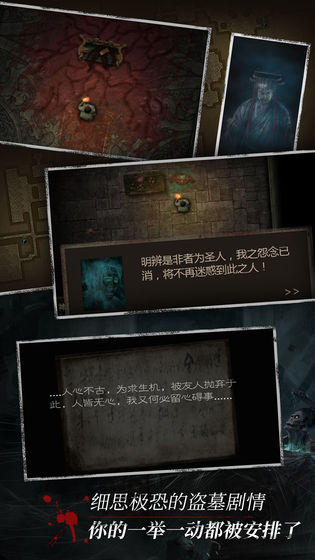 明辨是非者为圣人，我之怨念已
消，将不再迷惑到此之人！
>>
....人心不古，为求生机，被友人抛弃于
此，人皆无心，我又何必留心碍事......
细思极恐的盗墓剧情
你的一举一动都被安排了